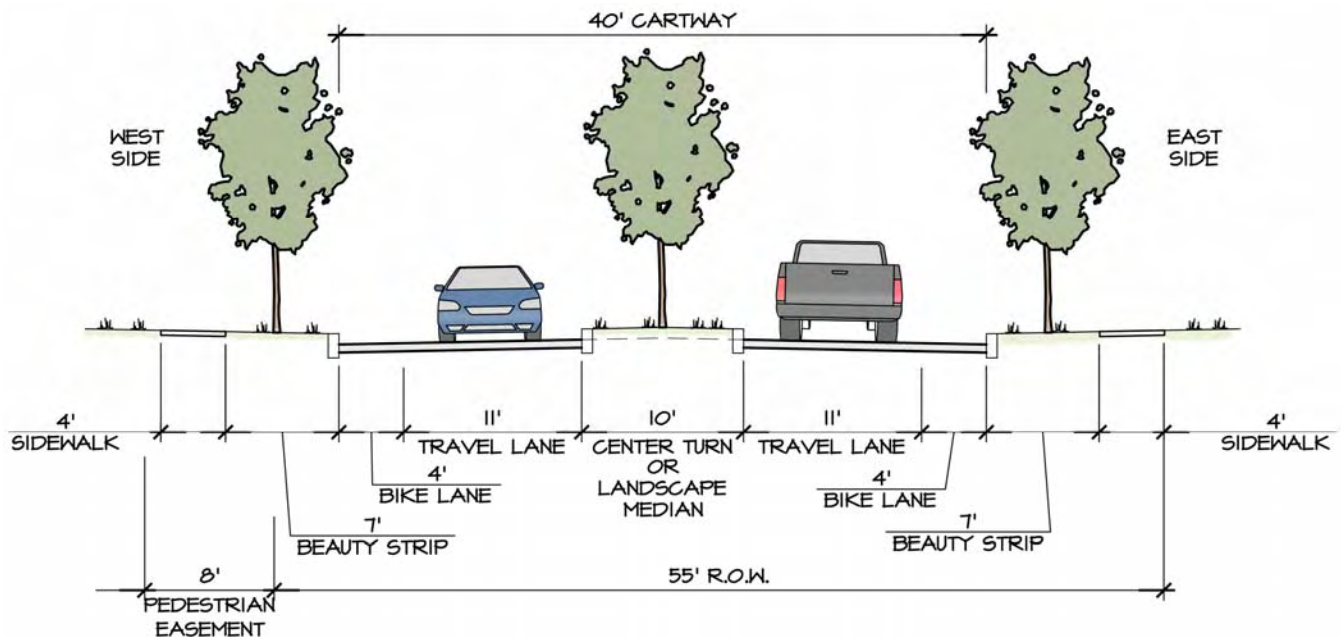 40' CARTWAY
WEST
SIDE
EAST
SIDE
4'
SIDEWALK
11'
TRAVEL LANE
10'
CENTER TURN
OR
LANDSCAPE
MEDIAN
11'
TRAVEL LANE
4'
SIDEWALK
4'
BIKE LANE
4'
BIKE LANE
7'
BEAUTY STRIP
7'
BEAUTY STRIP
8'
PEDESTRIAN
EASEMENT
55' R.O.W.